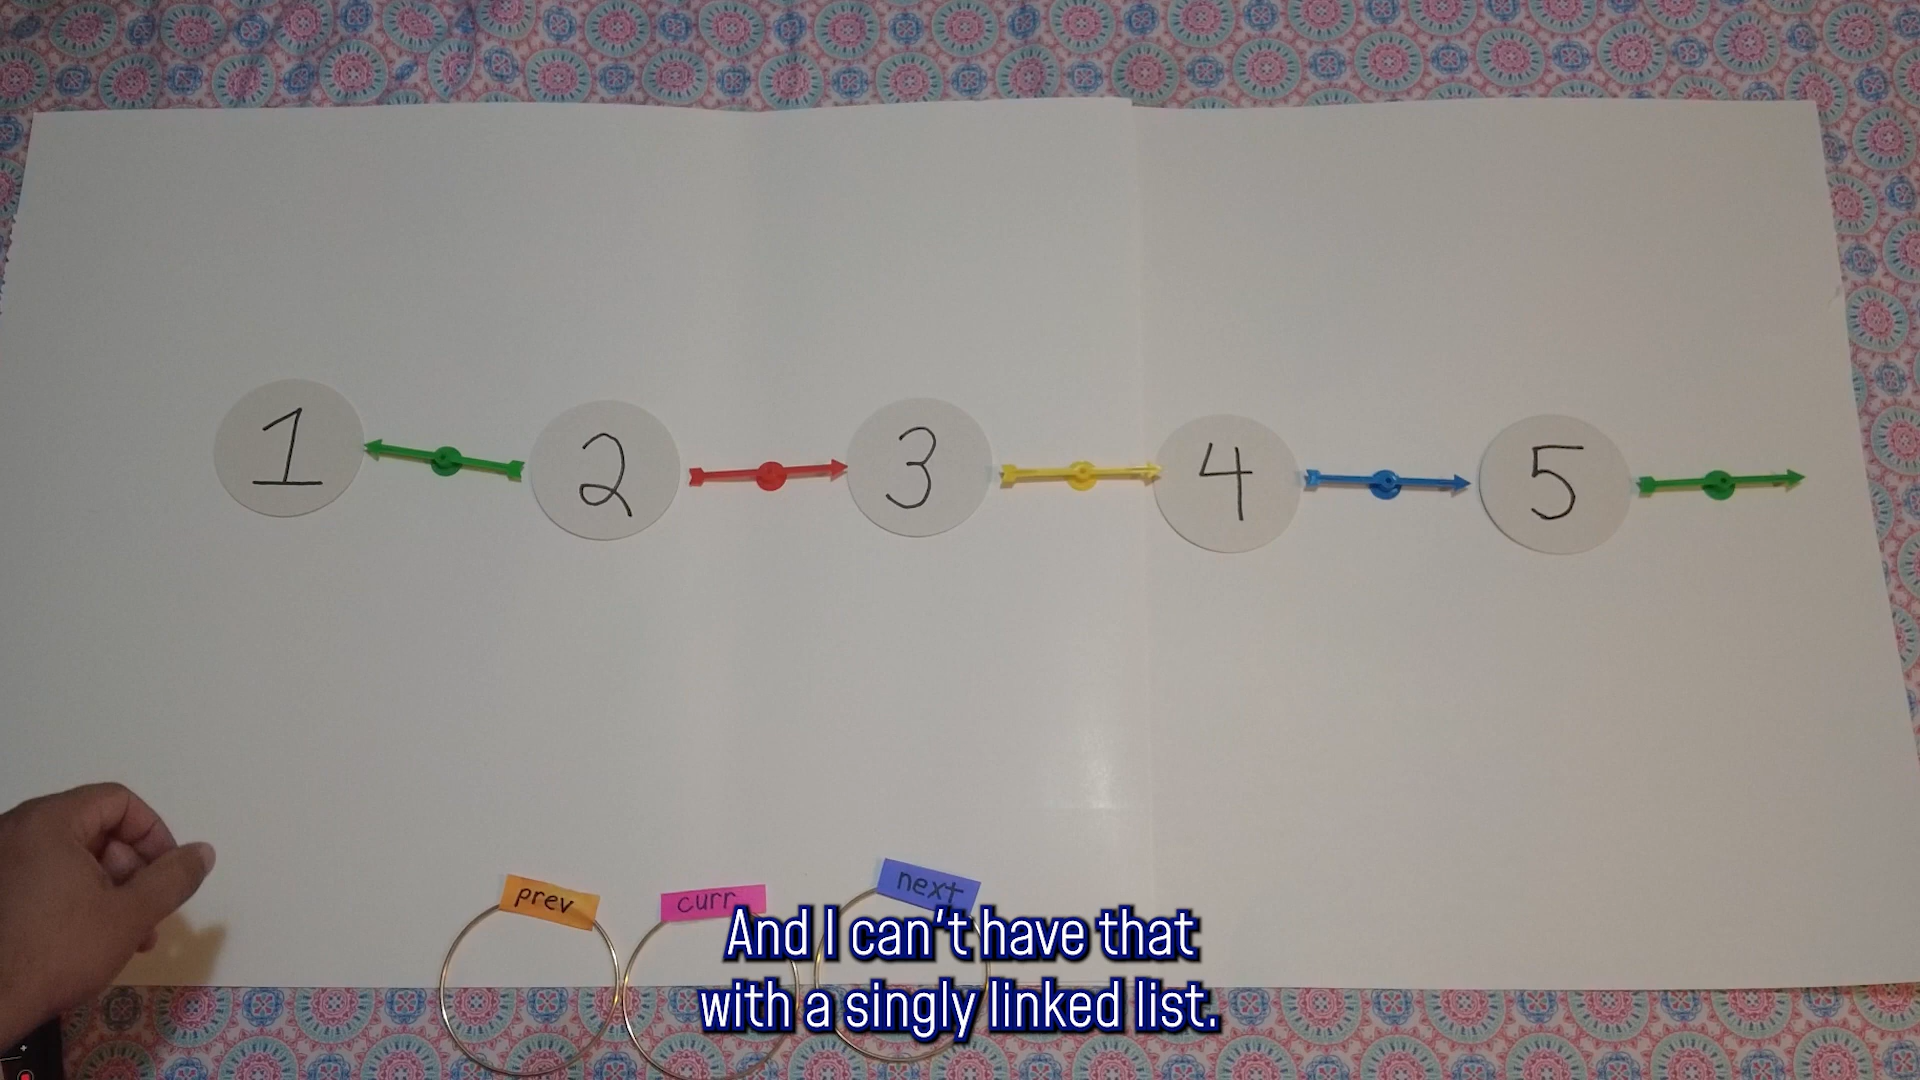 1 2 3 4 5
prev curr next
And I can't have that
with a singly linked list.